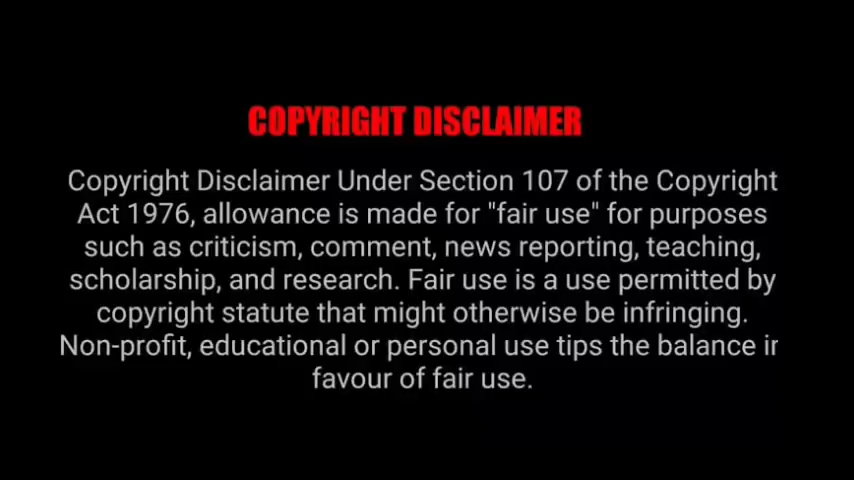 COPYRIGHT DISCLAIMER
Copyright Disclaimer Under Section 107 of the Copyright
Act 1976, allowance is made for "fair use" for purposes
such as criticism, comment, news reporting, teaching,
scholarship, and research. Fair use is a use permitted by
copyright statute that might otherwise be infringing.
Non-profit, educational or personal use tips the balance in
favour of fair use.